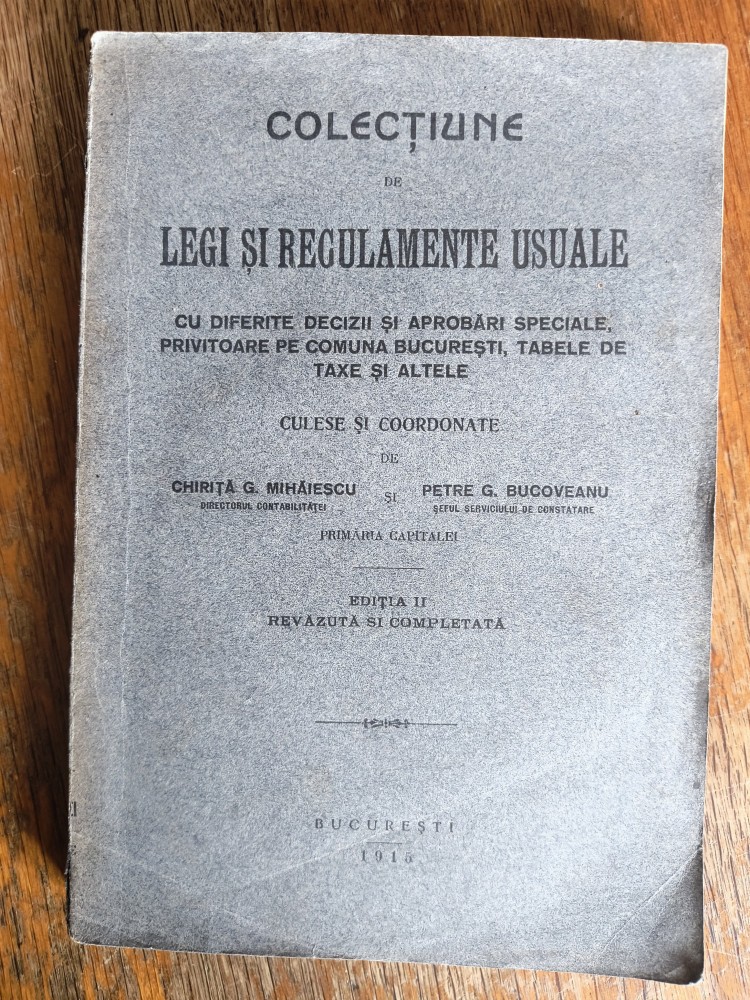 COLECȚIUNE
DE
LEGI ȘI REGULAMENTE USUALE
CU DIFERITE DECIZII ȘI APROBĂRI SPECIALE,
PRIVITOARE PE COMUNA BUCUREȘTI, TABELE DE
TAXE ȘI ALTELE
CULESE ȘI COORDONATE
DE
CHIRIȚĂ G. MIHĂIESCU
DIRECTORUL CONTABILITĂȚEI
ȘI
PETRE G. BUCOVEANU
ȘEFUL SERVICIULUI DE CONSTATARE
PRIMĂRIA CAPITALEI
EDIȚIA II
REVĂZUTĂ SI COMPLETATĂ
BUCUREȘTI
1915